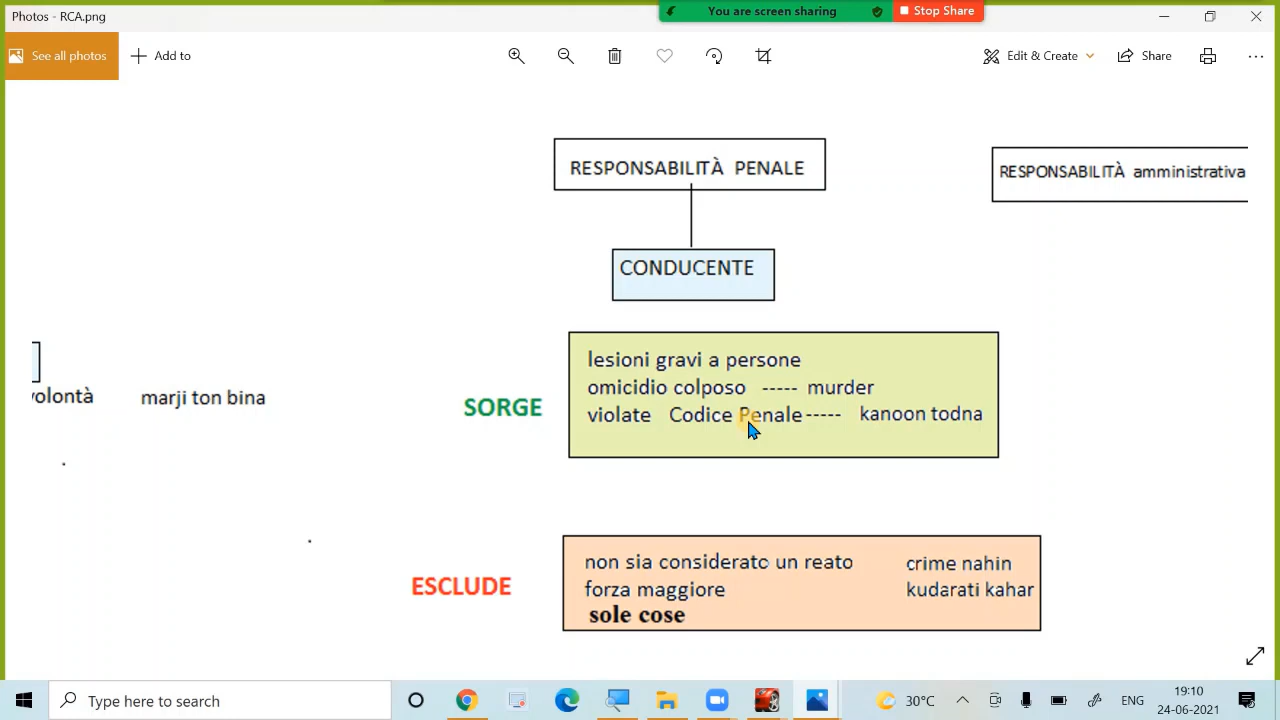 Photos - RCA.png
You are screen sharing
Stop Share
See all photos
Add to
Edit & Create
Share
RESPONSABILITÀ PENALE
RESPONSABILITÀ amministrativa
CONDUCENTE
volontà marji ton bina
SORGE
lesioni gravi a persone
omicidio colposo ----- murder
violate Codice Penale ----- kanoon todna
ESCLUDE
non sia considerato un reato crime nahin
forza maggiore kudarati kahar
sole cose
Type here to search
30°C
ENG
19:10
24-06-2021